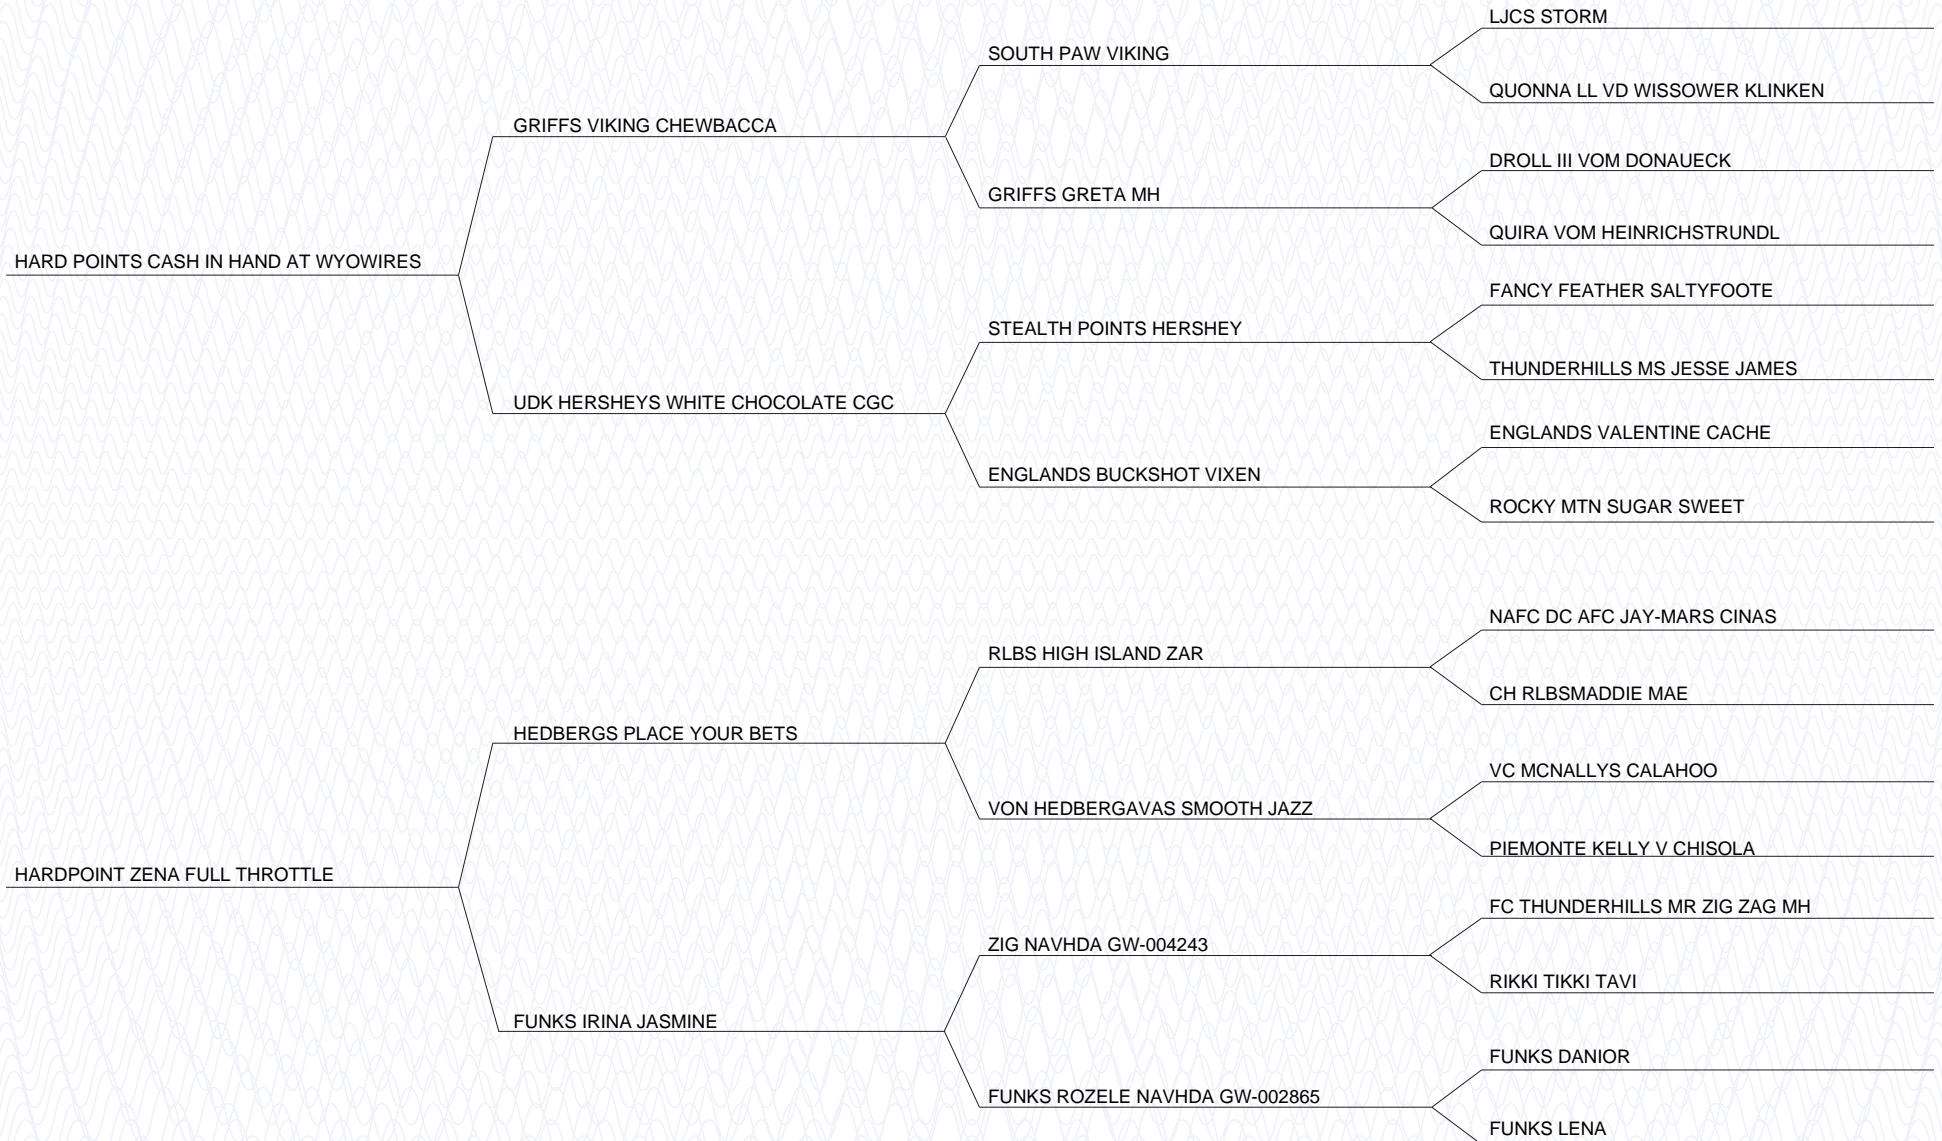 LJCS STORM
SOUTH PAW VIKING
QUONNA LL VD WISSOWER KLINKEN
GRIFFS VIKING CHEWBACCA
DROLL III VOM DONAUECK
GRIFFS GRETA MH
QUIRA VOM HEINRICHSTRUNDL
HARD POINTS CASH IN HAND AT WYOWIRES
FANCY FEATHER SALTYFOOTE
STEALTH POINTS HERSHEY
THUNDERHILLS MS JESSE JAMES
UDK HERSHEYS WHITE CHOCOLATE CGC
ENGLANDS VALENTINE CACHE
ENGLANDS BUCKSHOT VIXEN
ROCKY MTN SUGAR SWEET
NAFC DC AFC JAY-MARS CINAS
RLBS HIGH ISLAND ZAR
CH RLBSMADDIE MAE
HEDBERGS PLACE YOUR BETS
VC MCNALLYS CALAHOO
VON HEDBERGAVAS SMOOTH JAZZ
PIEMONTE KELLY V CHISOLA
HARDPOINT ZENA FULL THROTTLE
FC THUNDERHILLS MR ZIG ZAG MH
ZIG NAVHDA GW-004243
RIKKI TIKKI TAVI
FUNKS IRINA JASMINE
FUNKS DANIOR
FUNKS ROZELE NAVHDA GW-002865
FUNKS LENA